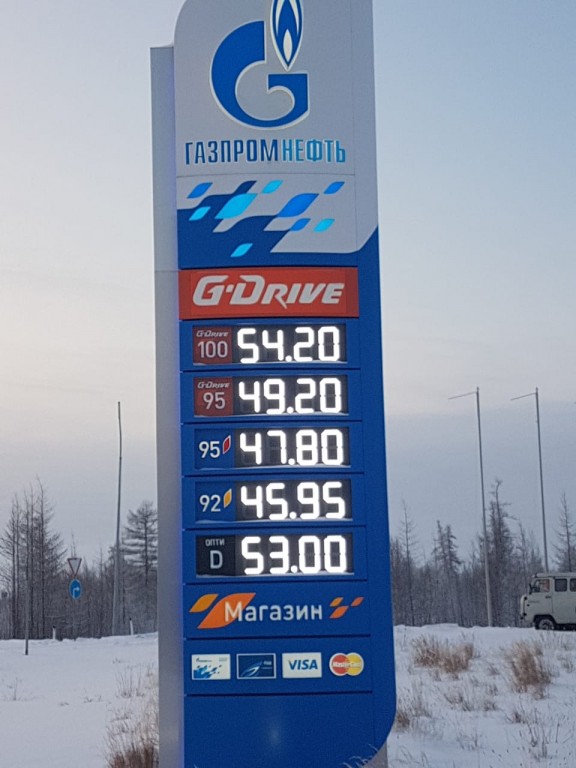 ГАЗПРОМНЕФТЬ
G-DRIVE
G-DRIVE 100 54.20
G-DRIVE 95 49.20
95 47.80
92 45.95
ОПТИ D 53.00
Магазин
VISA MasterCard